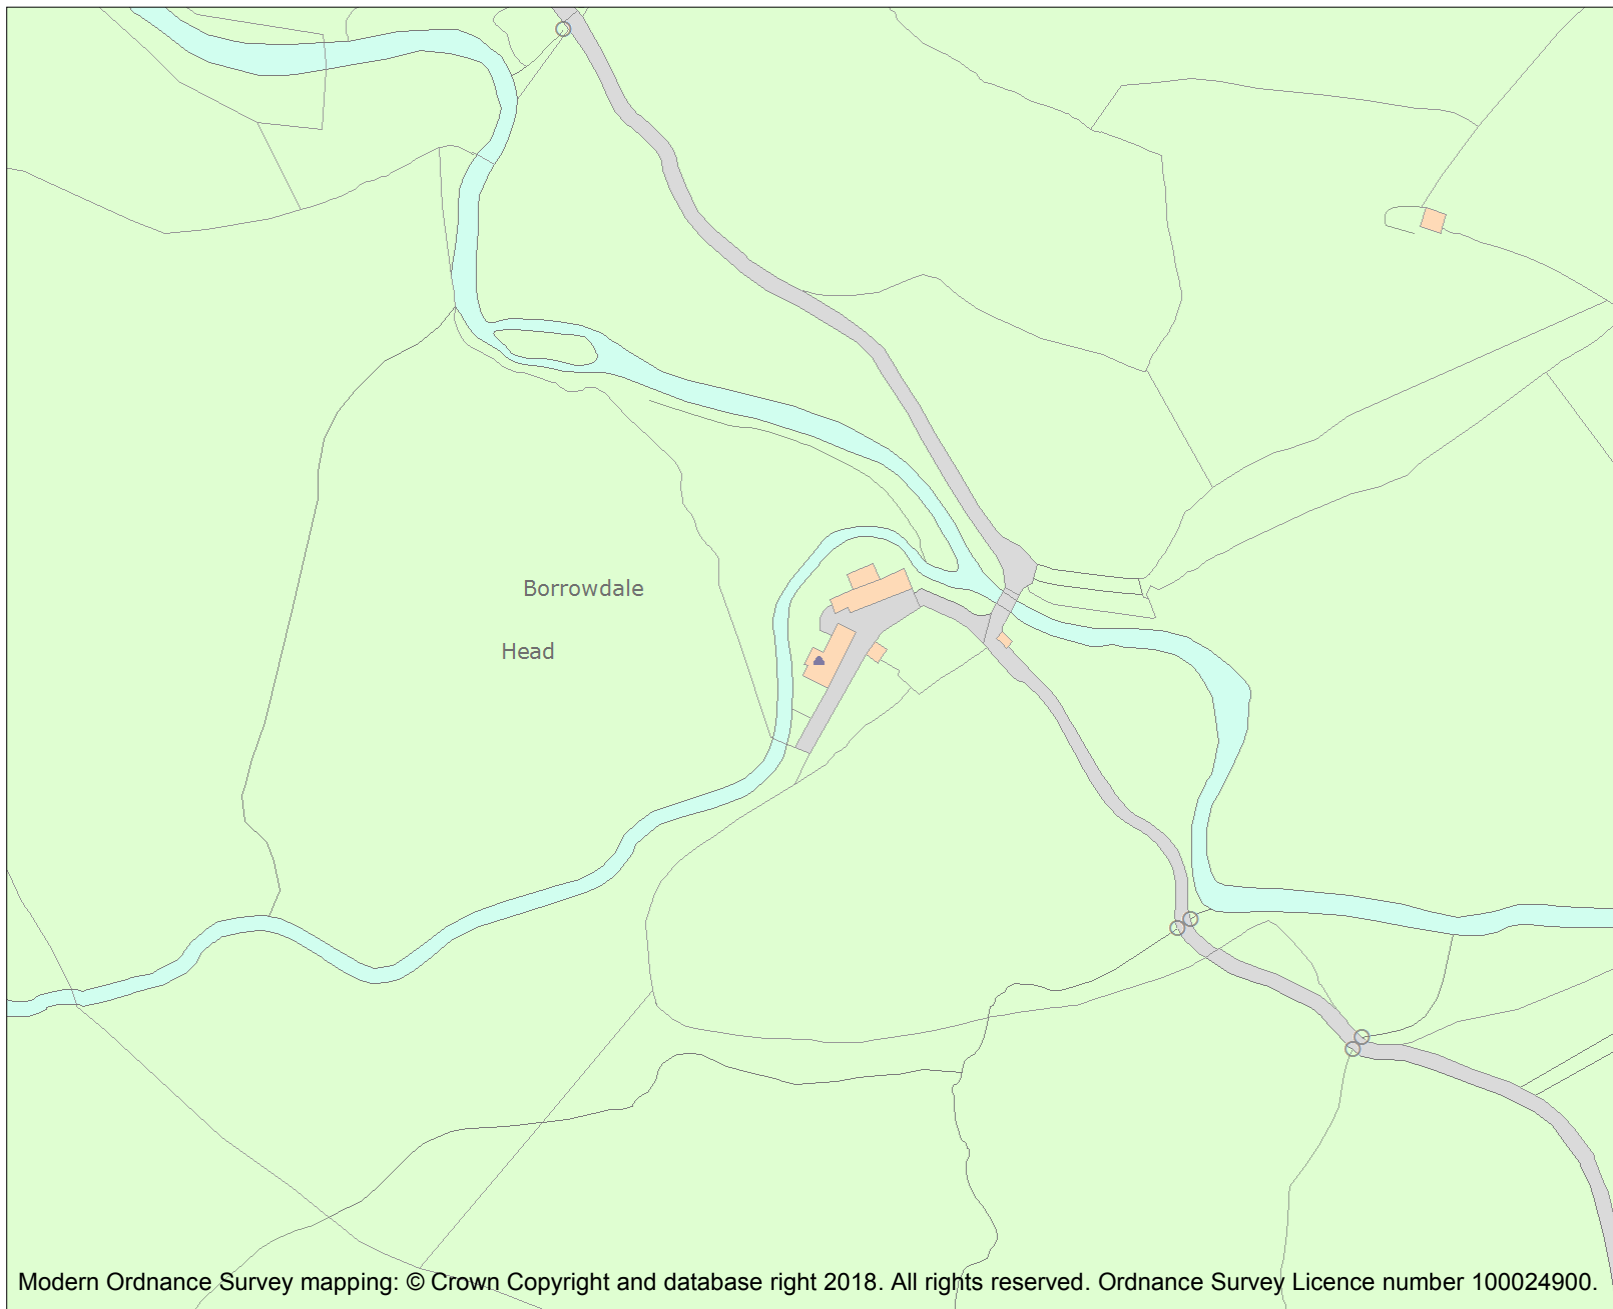 Borrowdale
Head
Modern Ordnance Survey mapping: © Crown Copyright and database right 2018. All rights reserved. Ordnance Survey Licence number 100024900.